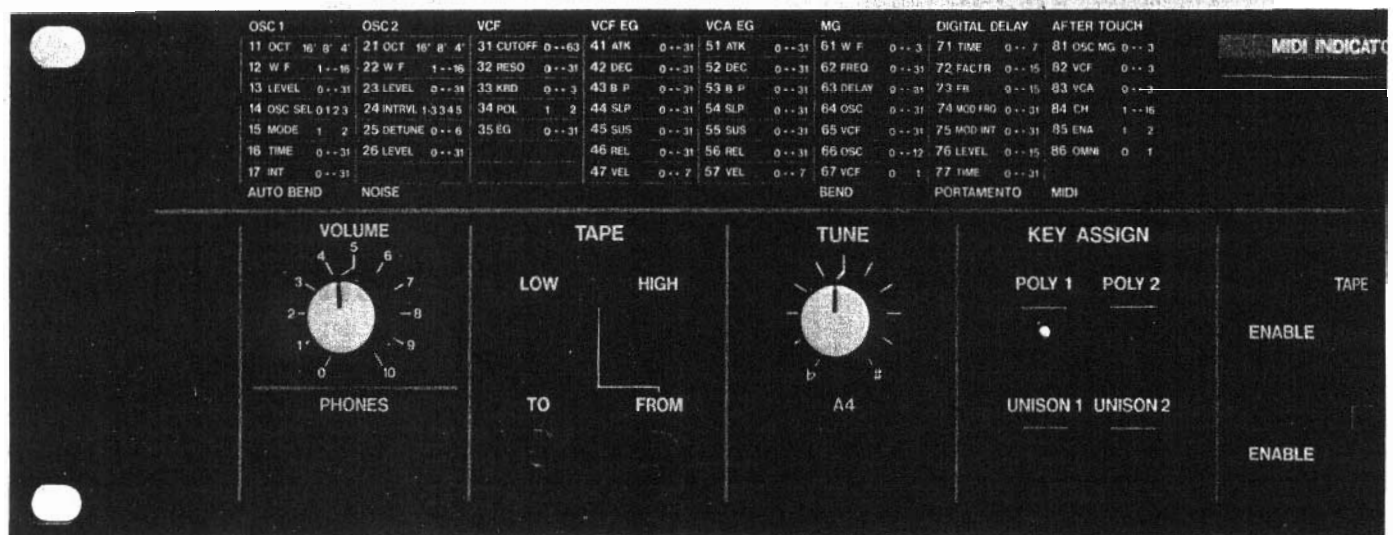 OSC 1 OSC 2 VCF VCF EG VCA EG MG DIGITAL DELAY AFTER TOUCH
11 OCT 16' 8' 4' 21 OCT 16' 8' 4' 31 CUTOFF 0--63 41 ATK 0--31 51 ATK 0--31 61 W F 0--3 71 TIME 0--7 81 OSC MG 0--3
12 W F 1--16 22 W F 1--16 32 RESO 0--31 42 DEC 0--31 52 DEC 0--31 62 FREQ 0--31 72 FACTR 0--15 82 VCF 0--3
13 LEVEL 0--31 23 LEVEL 0--31 33 KBD 0--3 43 B P 0--31 53 B P 0--31 63 DELAY 0--31 73 FB 0--15 83 VCA 0--3
14 OSC SEL 0 1 2 3 24 INTRVL 1-3 3 4 5 34 POL 1 2 44 SLP 0--31 54 SLP 0--31 64 OSC 0--31 74 MOD FRQ 0--31 84 CH 1--16
15 MODE 1 2 25 DETUNE 0--6 35 EG 0--31 45 SUS 0--31 55 SUS 0--31 65 VCF 0--31 75 MOD INT 0--31 85 ENA 1 2
16 TIME 0--31 26 LEVEL 0--31 46 REL 0--31 56 REL 0--31 66 OSC 0--12 76 LEVEL 0--15 86 OMNI 0 1
17 INT 0--31 47 VEL 0--7 57 VEL 0--7 67 VCF 0 1 77 TIME 0--31
AUTO BEND NOISE BEND PORTAMENTO MIDI
MIDI INDICATO
VOLUME
0 1 2 3 4 5 6 7 8 9 10
PHONES
TAPE
LOW HIGH
TO FROM
TUNE
♭ #
A4
KEY ASSIGN
POLY 1 POLY 2
UNISON 1 UNISON 2
TAPE
ENABLE
ENABLE